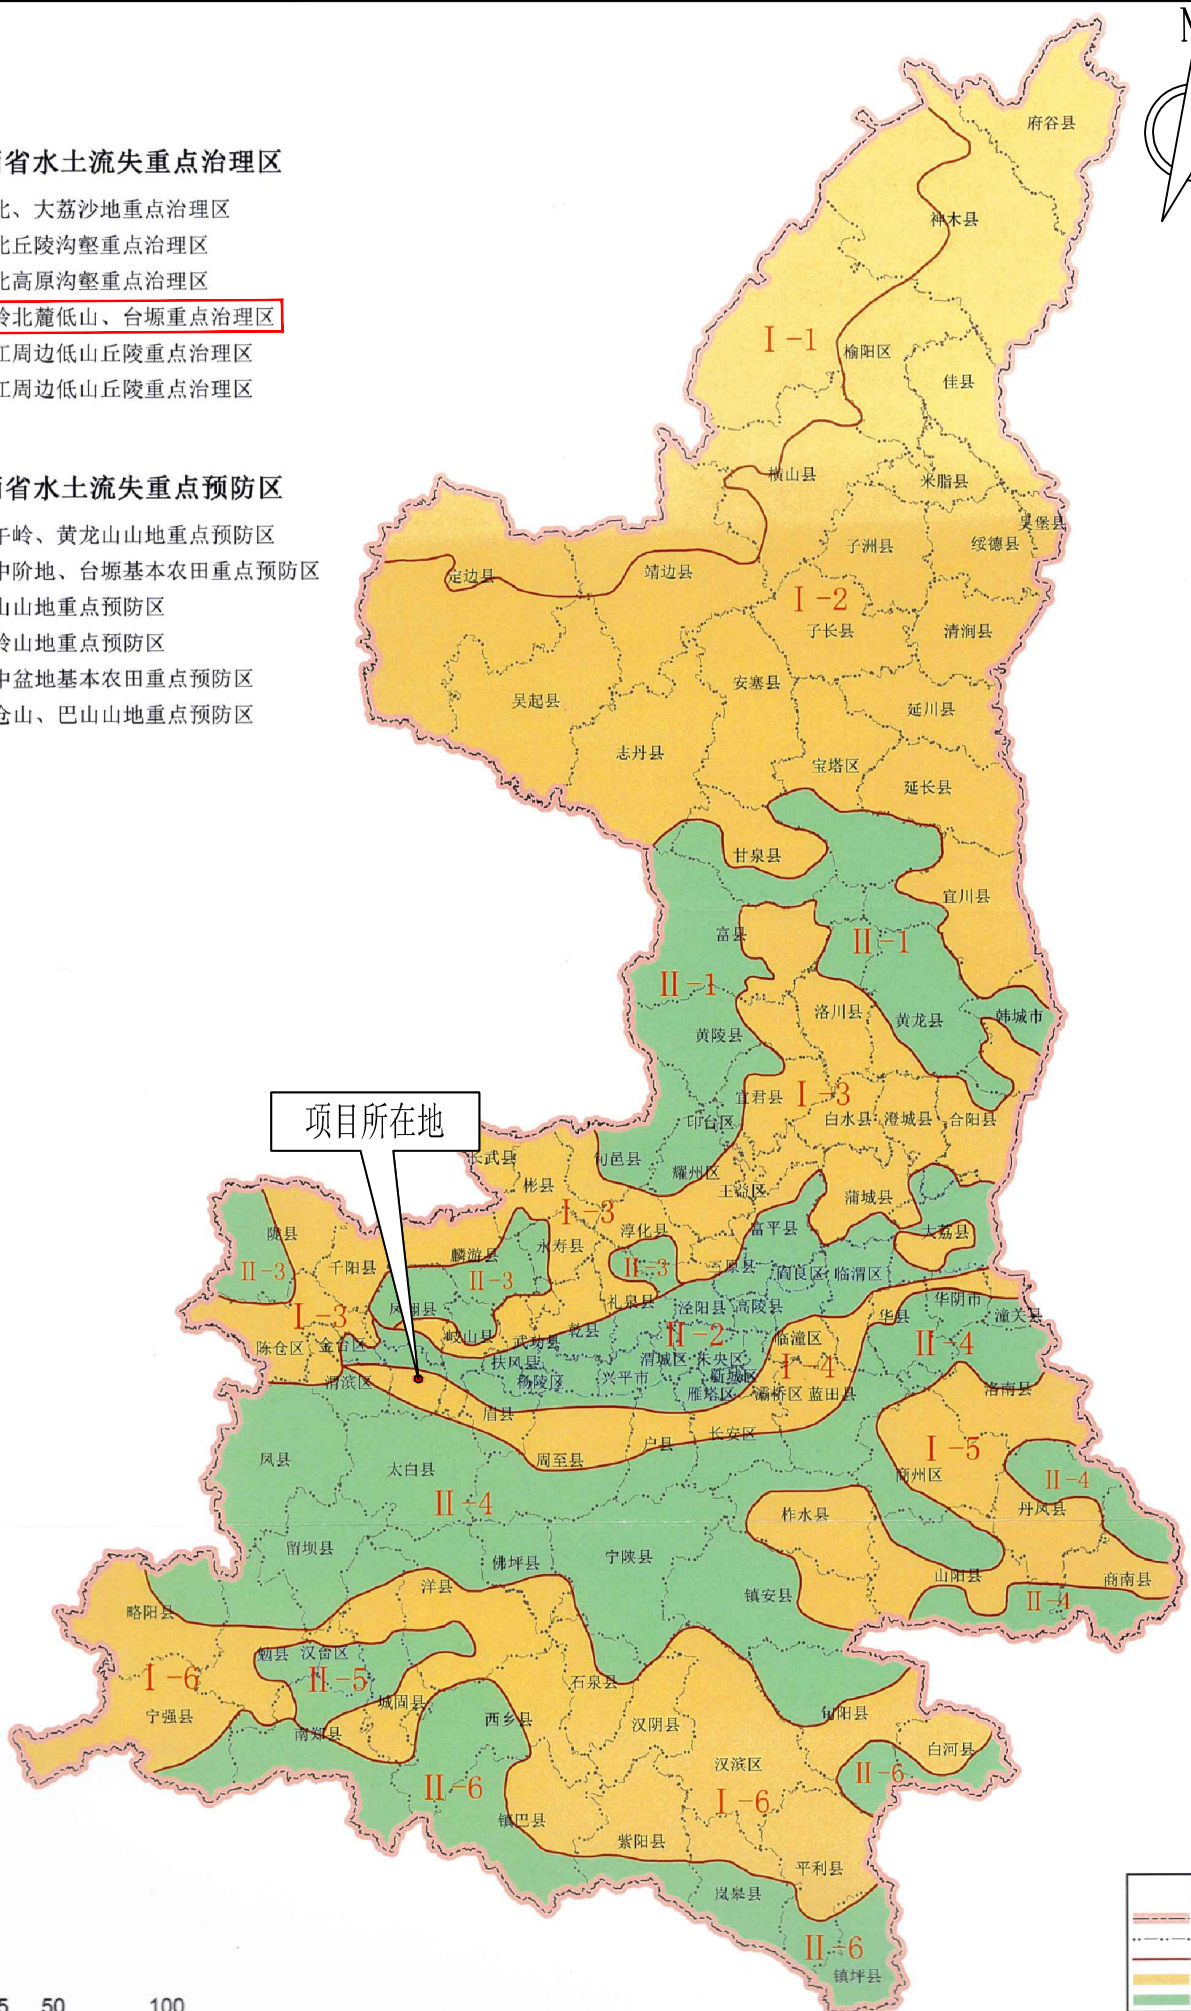 省水土流失重点治理区
北、大荔沙地重点治理区
北丘陵沟壑重点治理区
北高原沟壑重点治理区
岭北麓低山、台塬重点治理区
江周边低山丘陵重点治理区
江周边低山丘陵重点治理区
省水土流失重点预防区
午岭、黄龙山山地重点预防区
中阶地、台塬基本农田重点预防区
山山地重点预防区
岭山地重点预防区
中盆地基本农田重点预防区
仓山、巴山山地重点预防区
府谷县
神木县
Ⅰ-1
榆阳区
佳县
横山县
米脂县
吴堡县
子洲县
绥德县
定边县
靖边县
Ⅰ-2
子长县
清涧县
安塞县
吴起县
延川县
志丹县
宝塔区
延长县
甘泉县
宜川县
富县
Ⅱ-1
Ⅱ-1
洛川县
黄龙县
韩城市
黄陵县
宜君县
Ⅰ-3
项目所在地
印台区
白水县
澄城县
合阳县
长武县
旬邑县
彬县
耀州区
王益区
蒲城县
Ⅰ-3
陇县
淳化县
富平县
大荔县
千阳县
麟游县
永寿县
Ⅱ-3
Ⅱ-3
Ⅱ-3
三原县
阎良区
临渭区
凤翔县
礼泉县
泾阳县
高陵县
华阴市
潼关县
Ⅰ-3
华县
陈仓区
金台区
岐山县
武功县
乾县
Ⅱ-2
临潼区
Ⅱ-4
扶风县
渭城区
未央区
Ⅰ-4
渭滨区
杨陵区
兴平市
新城区
雁塔区
灞桥区
蓝田县
洛南县
眉县
周至县
户县
长安区
凤县
太白县
Ⅰ-5
商州区
Ⅱ-4
Ⅱ-4
柞水县
丹凤县
留坝县
佛坪县
宁陕县
洋县
镇安县
山阳县
商南县
Ⅱ-4
略阳县
勉县
汉台区
Ⅰ-6
Ⅱ-5
石泉县
宁强县
城固县
南郑县
西乡县
汉阴县
旬阳县
白河县
汉滨区
Ⅱ-6
Ⅱ-6
Ⅰ-6
镇巴县
紫阳县
平利县
岚皋县
Ⅱ-6
镇坪县
5 50 100